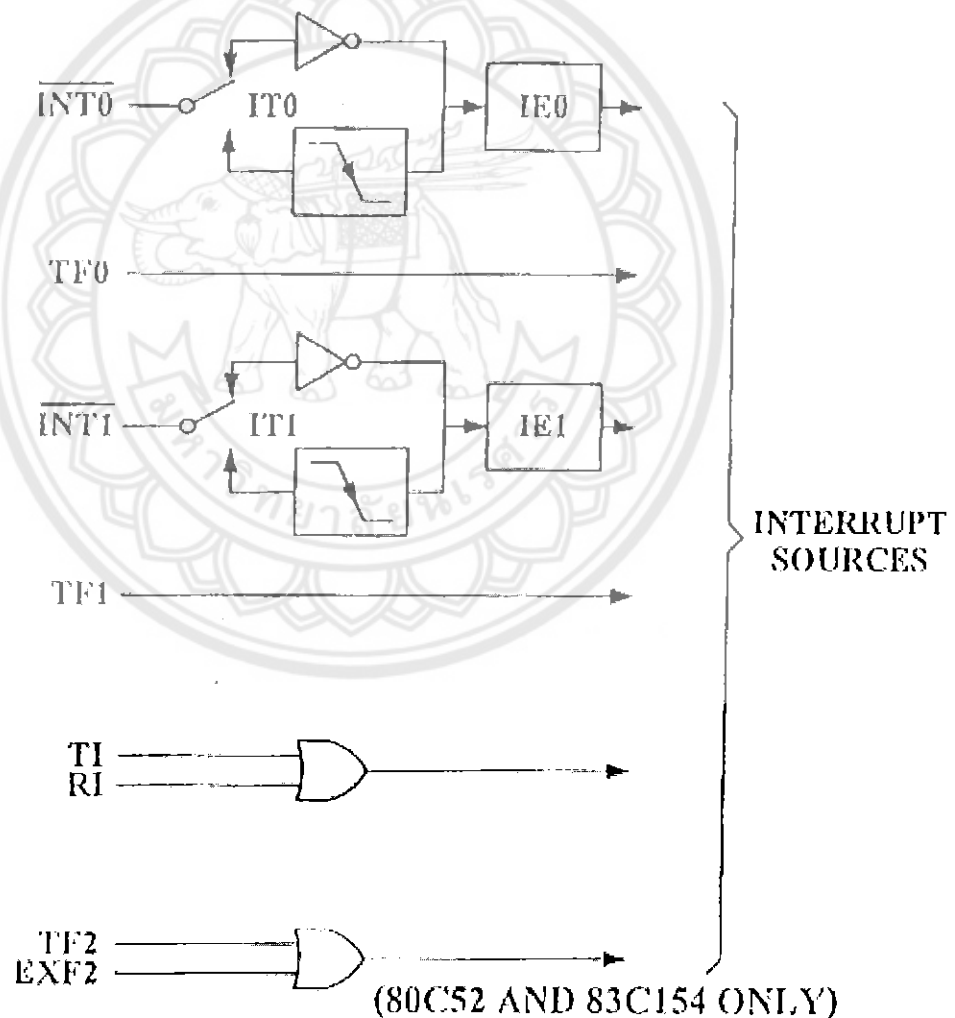 INT0
IT0
IE0
TF0
INT1
IT1
IE1
TF1
INTERRUPT
SOURCES
TI
RI
TF2
EXF2
(80C52 AND 83C154 ONLY)